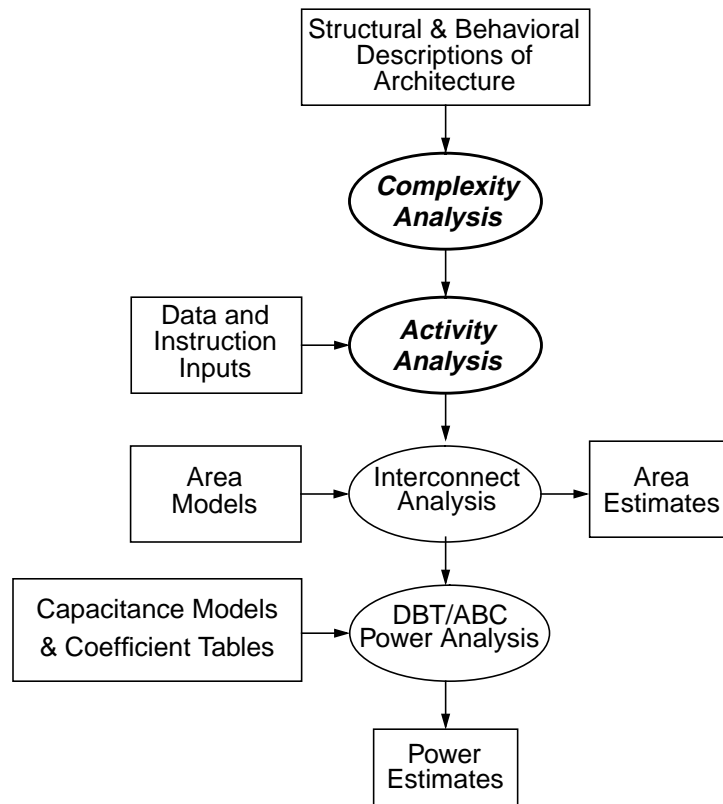 Structural & Behavioral
Descriptions of
Architecture
Complexity
Analysis
Data and
Instruction
Inputs
Activity
Analysis
Area
Models
Interconnect
Analysis
Area
Estimates
Capacitance Models
& Coefficient Tables
DBT/ABC
Power Analysis
Power
Estimates